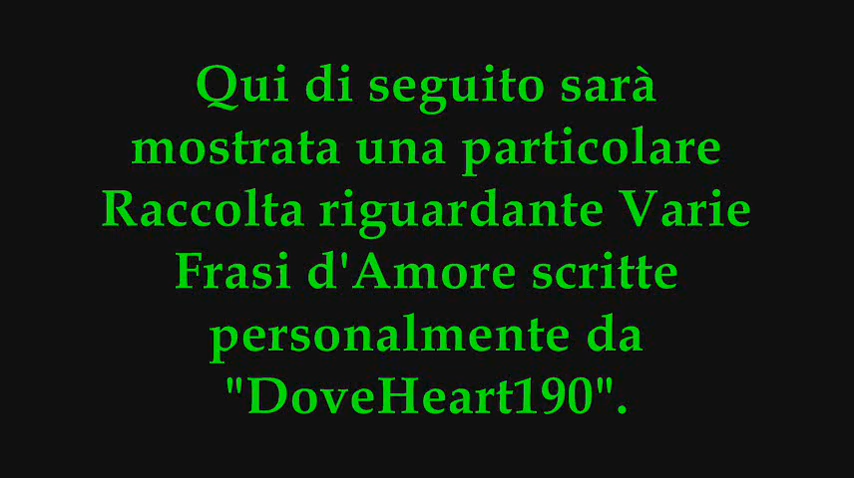 Qui di seguito sarà
mostrata una particolare
Raccolta riguardante Varie
Frasi d'Amore scritte
personalmente da
"DoveHeart190".